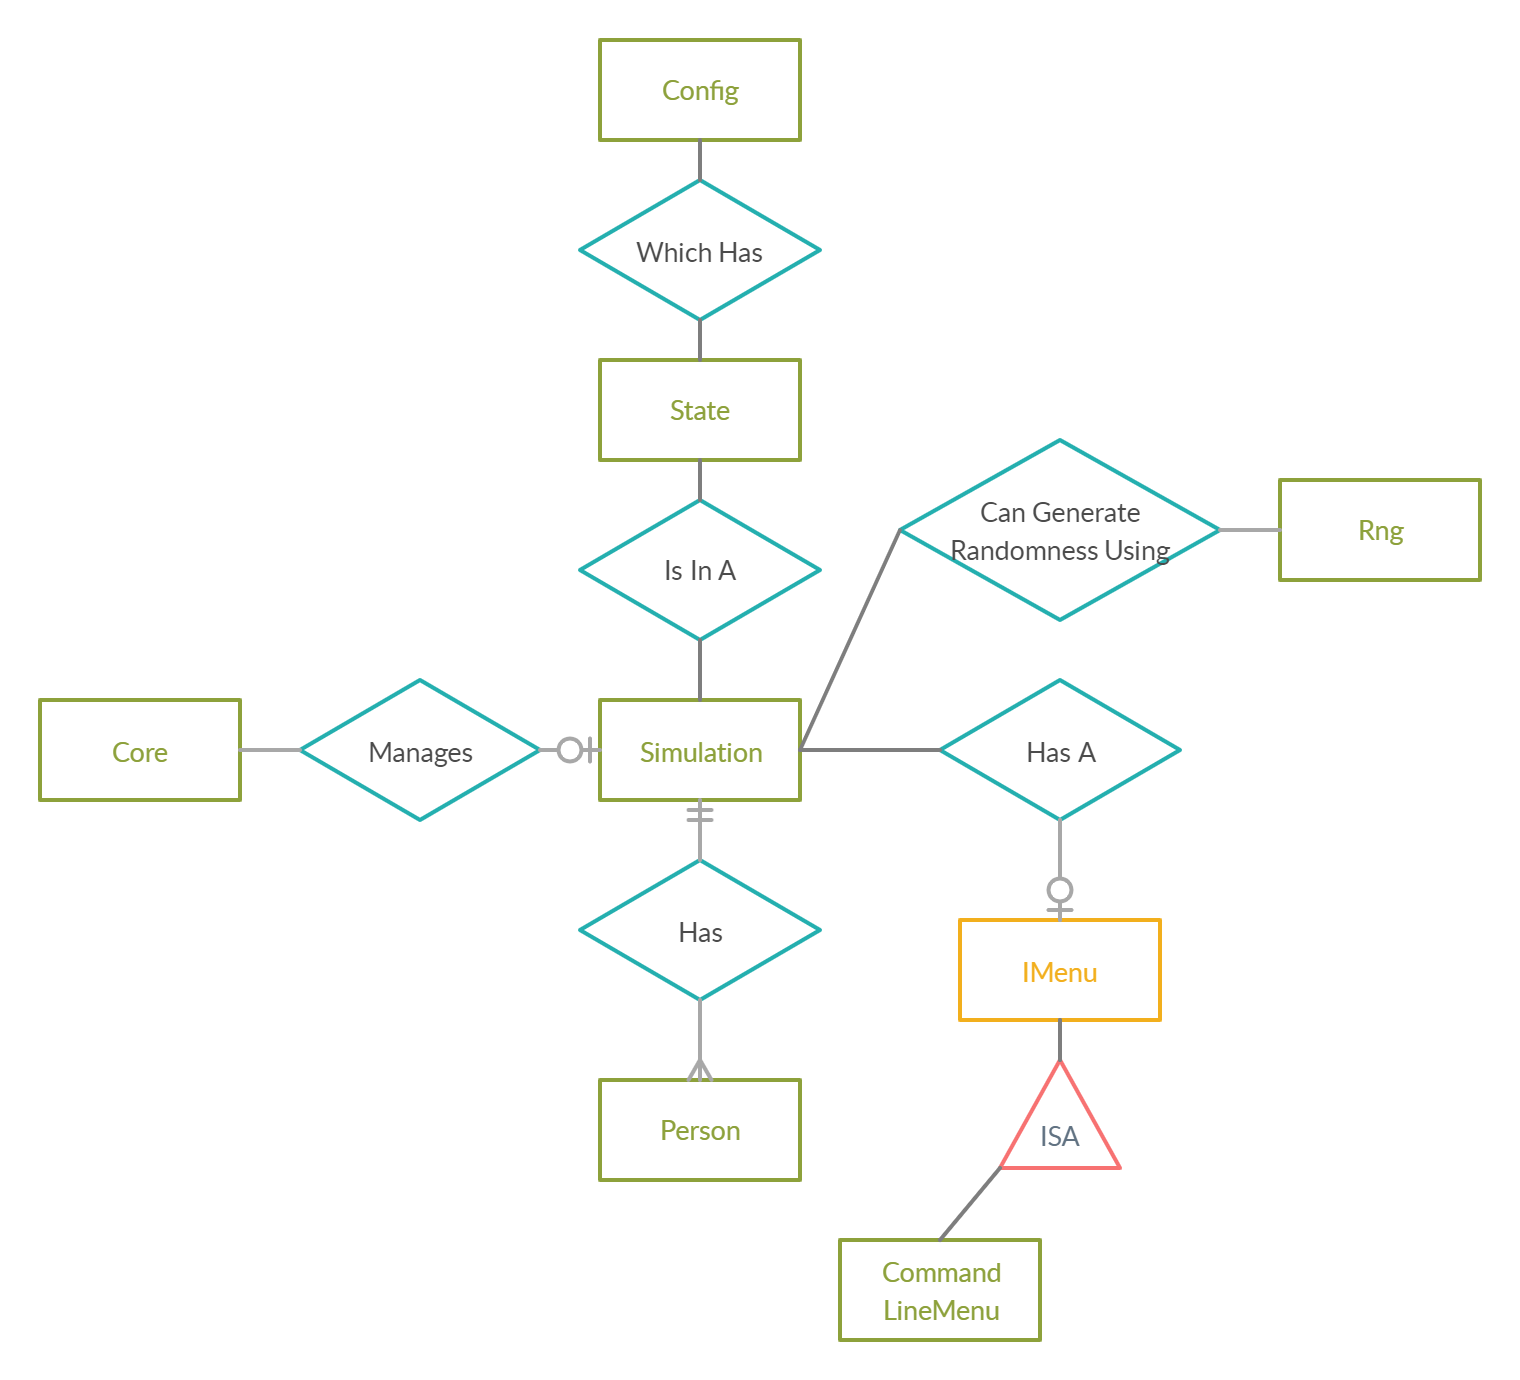 Config
Which Has
State
Can Generate
Randomness Using
Rng
Is In A
Core
Manages
Simulation
Has A
Has
IMenu
Person
ISA
Command
LineMenu